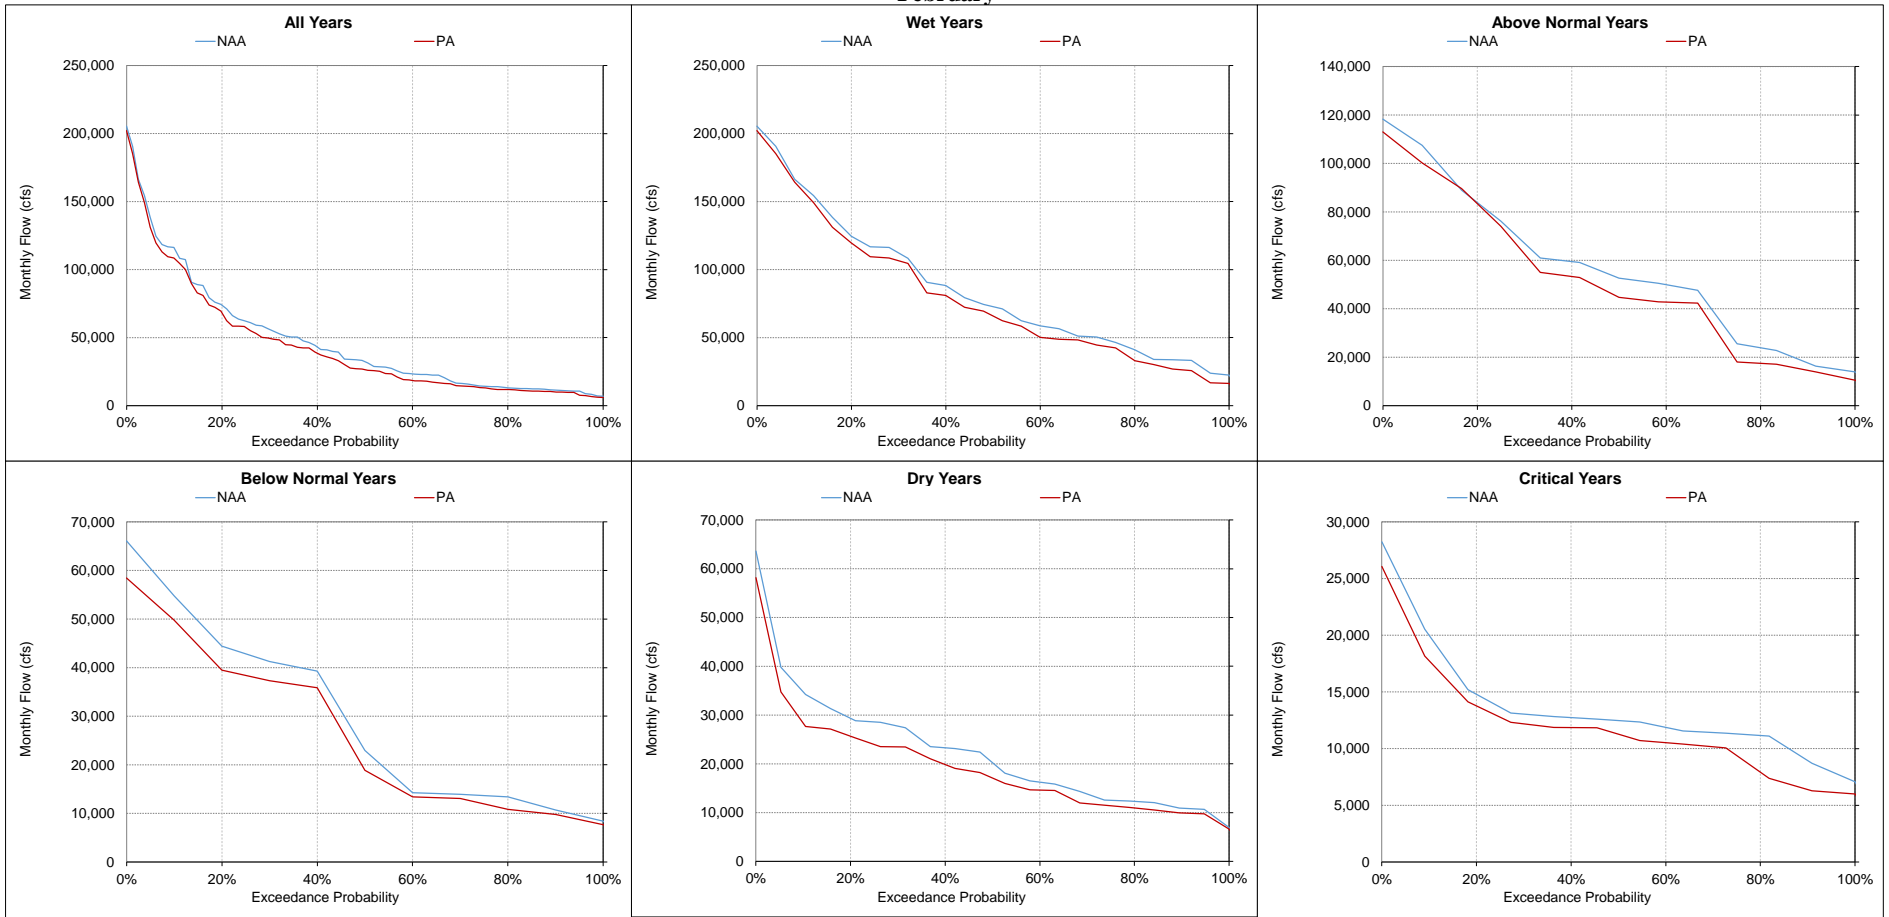 February
All Years
NAA PA
250,000
200,000
150,000
100,000
50,000
0
Monthly Flow (cfs)
0% 20% 40% 60% 80% 100%
Exceedance Probability
Wet Years
NAA PA
250,000
200,000
150,000
100,000
50,000
0
Monthly Flow (cfs)
0% 20% 40% 60% 80% 100%
Exceedance Probability
Above Normal Years
NAA PA
140,000
120,000
100,000
80,000
60,000
40,000
20,000
0
Monthly Flow (cfs)
0% 20% 40% 60% 80% 100%
Exceedance Probability
Below Normal Years
NAA PA
70,000
60,000
50,000
40,000
30,000
20,000
10,000
0
Monthly Flow (cfs)
0% 20% 40% 60% 80% 100%
Exceedance Probability
Dry Years
NAA PA
70,000
60,000
50,000
40,000
30,000
20,000
10,000
0
Monthly Flow (cfs)
0% 20% 40% 60% 80% 100%
Exceedance Probability
Critical Years
NAA PA
30,000
25,000
20,000
15,000
10,000
5,000
0
Monthly Flow (cfs)
0% 20% 40% 60% 80% 100%
Exceedance Probability